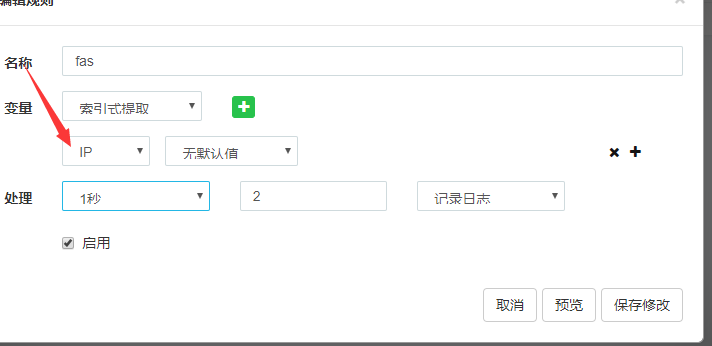 编辑规则
名称 fas
变量 索引式提取
IP 无默认值
处理 1秒 2 记录日志
启用
取消 预览 保存修改